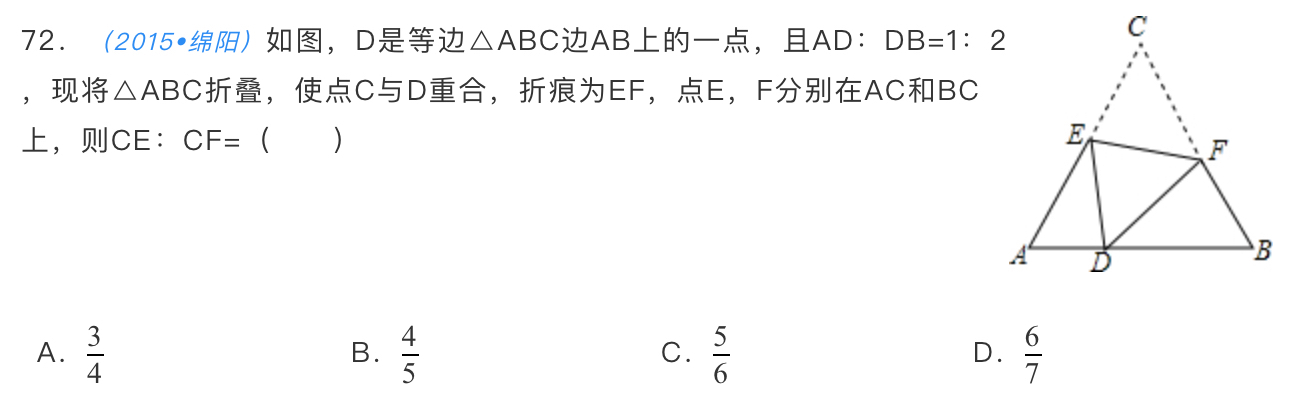 72. （2015•绵阳）如图，D是等边△ABC边AB上的一点，且AD：DB=1：2
，现将△ABC折叠，使点C与D重合，折痕为EF，点E，F分别在AC和BC
上，则CE：CF=（　　）
C
E
F
A
D
B
A. 3/4
B. 4/5
C. 5/6
D. 6/7